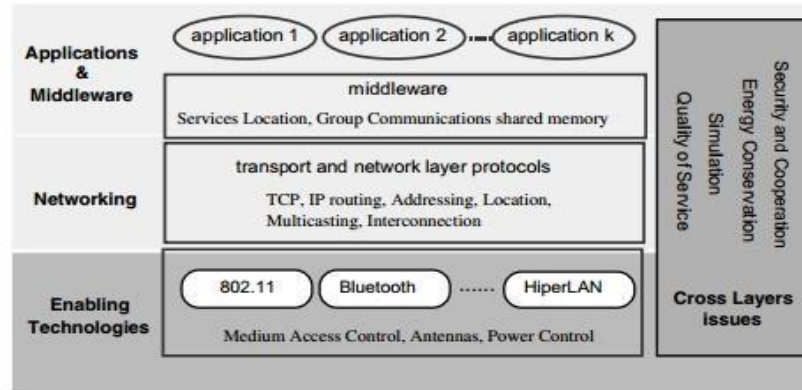 Applications
&
Middleware
application 1
application 2
application k
middleware
Services Location, Group Communications shared memory
Networking
transport and network layer protocols
TCP, IP routing, Addressing, Location,
Multicasting, Interconnection
Enabling
Technologies
802.11
Bluetooth
......
HiperLAN
Medium Access Control, Antennas, Power Control
Security and Cooperation
Energy Conservation
Simulation
Quality of Service
Cross Layers
issues